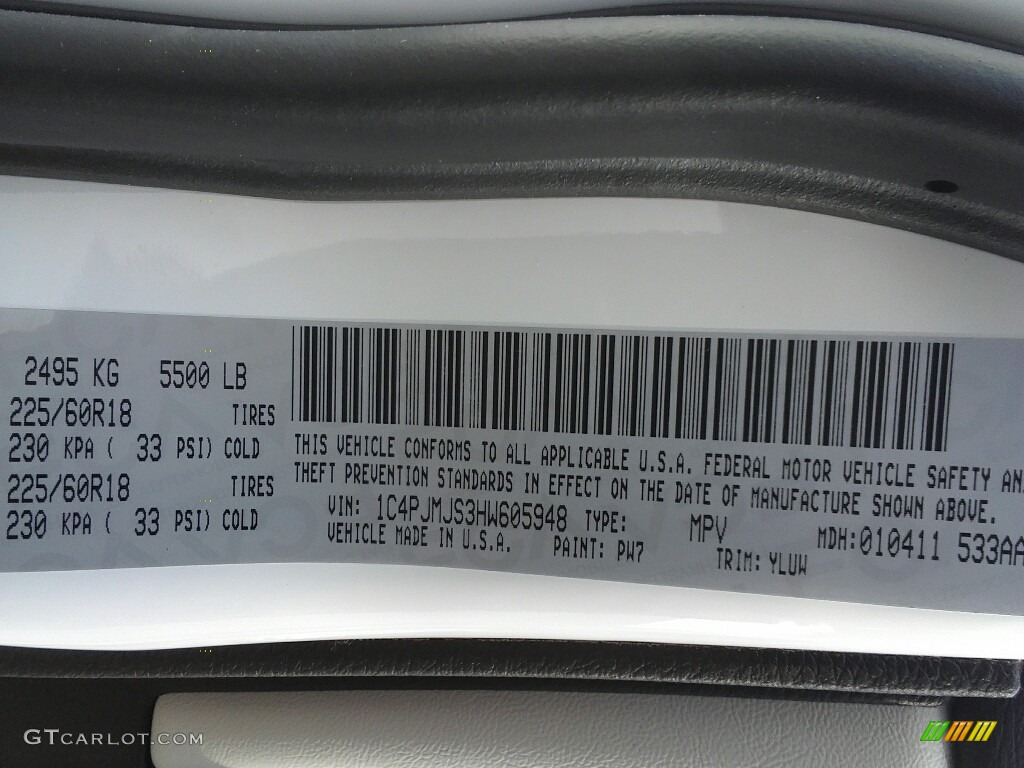 2495 KG 5500 LB
225/60R18 TIRES
230 KPA ( 33 PSI) COLD
225/60R18 TIRES
230 KPA ( 33 PSI) COLD
THIS VEHICLE CONFORMS TO ALL APPLICABLE U.S.A. FEDERAL MOTOR VEHICLE SAFETY AN
THEFT PREVENTION STANDARDS IN EFFECT ON THE DATE OF MANUFACTURE SHOWN ABOVE.
VIN: 1C4PJMJS3HW605948 TYPE: MPV MDH:010411 533AA
VEHICLE MADE IN U.S.A. PAINT: PW7 TRIM: YLUW
GTCARLOT.COM